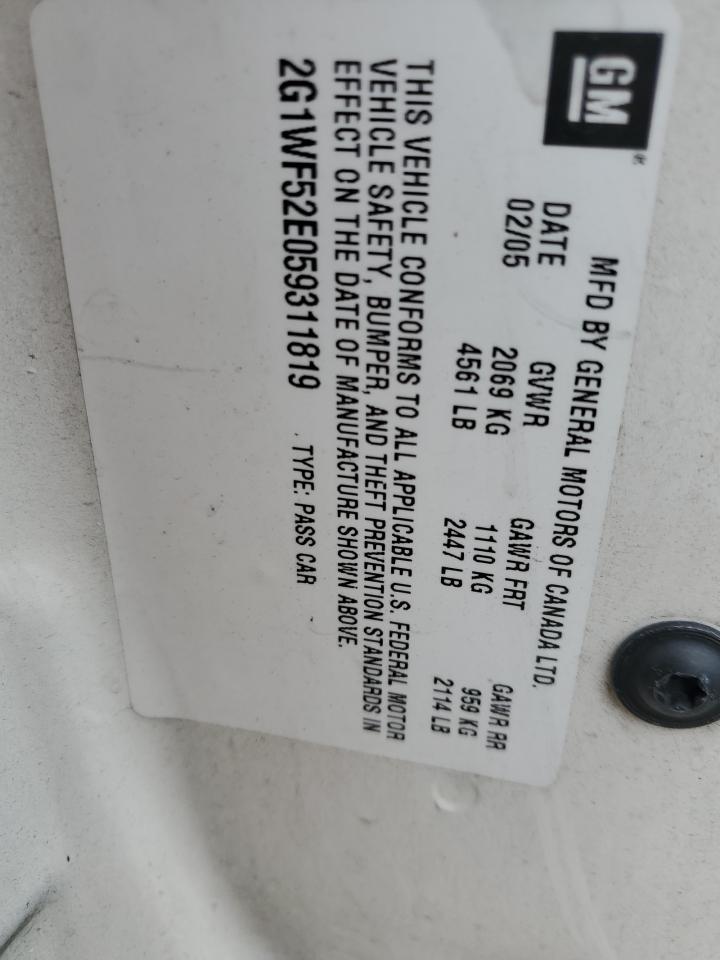 GM®
MFD BY GENERAL MOTORS OF CANADA LTD.
DATE GVWR GAWR FRT GAWR RR
02/05 2069 KG 1110 KG 959 KG
4561 LB 2447 LB 2114 LB
THIS VEHICLE CONFORMS TO ALL APPLICABLE U.S. FEDERAL MOTOR
VEHICLE SAFETY, BUMPER, AND THEFT PREVENTION STANDARDS IN
EFFECT ON THE DATE OF MANUFACTURE SHOWN ABOVE.
2G1WF52E059311819 TYPE: PASS CAR